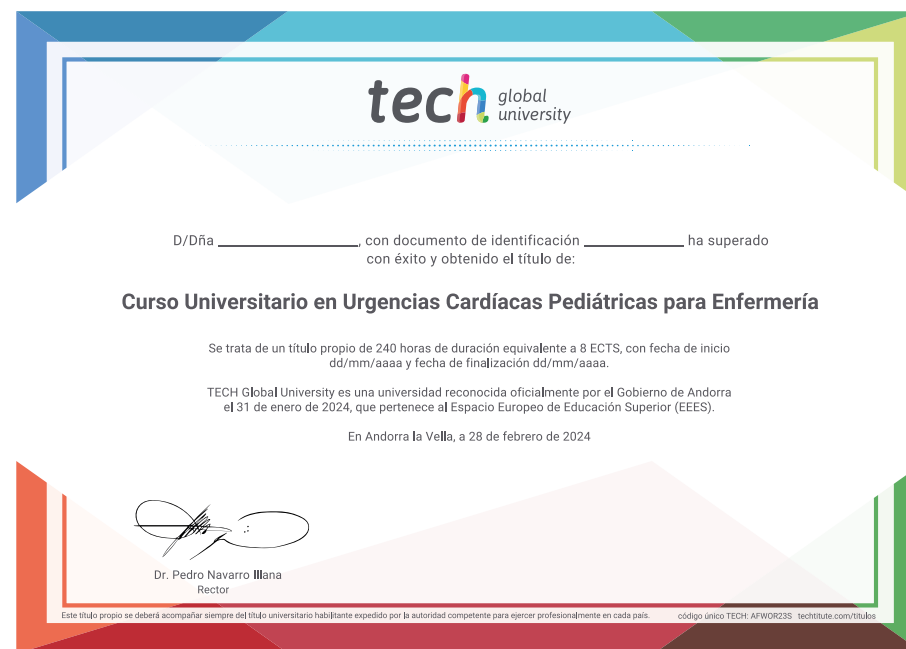 tech global university
D/Dña ______________, con documento de identificación ______________ ha superado
con éxito y obtenido el título de:
Curso Universitario en Urgencias Cardíacas Pediátricas para Enfermería
Se trata de un título propio de 240 horas de duración equivalente a 8 ECTS, con fecha de inicio
dd/mm/aaaa y fecha de finalización dd/mm/aaaa.
TECH Global University es una universidad reconocida oficialmente por el Gobierno de Andorra
el 31 de enero de 2024, que pertenece al Espacio Europeo de Educación Superior (EEES).
En Andorra la Vella, a 28 de febrero de 2024
Dr. Pedro Navarro Illana
Rector
Este título propio se deberá acompañar siempre del título universitario habilitante expedido por la autoridad competente para ejercer profesionalmente en cada país. código único TECH: AFWOR23S techtitute.com/titulos